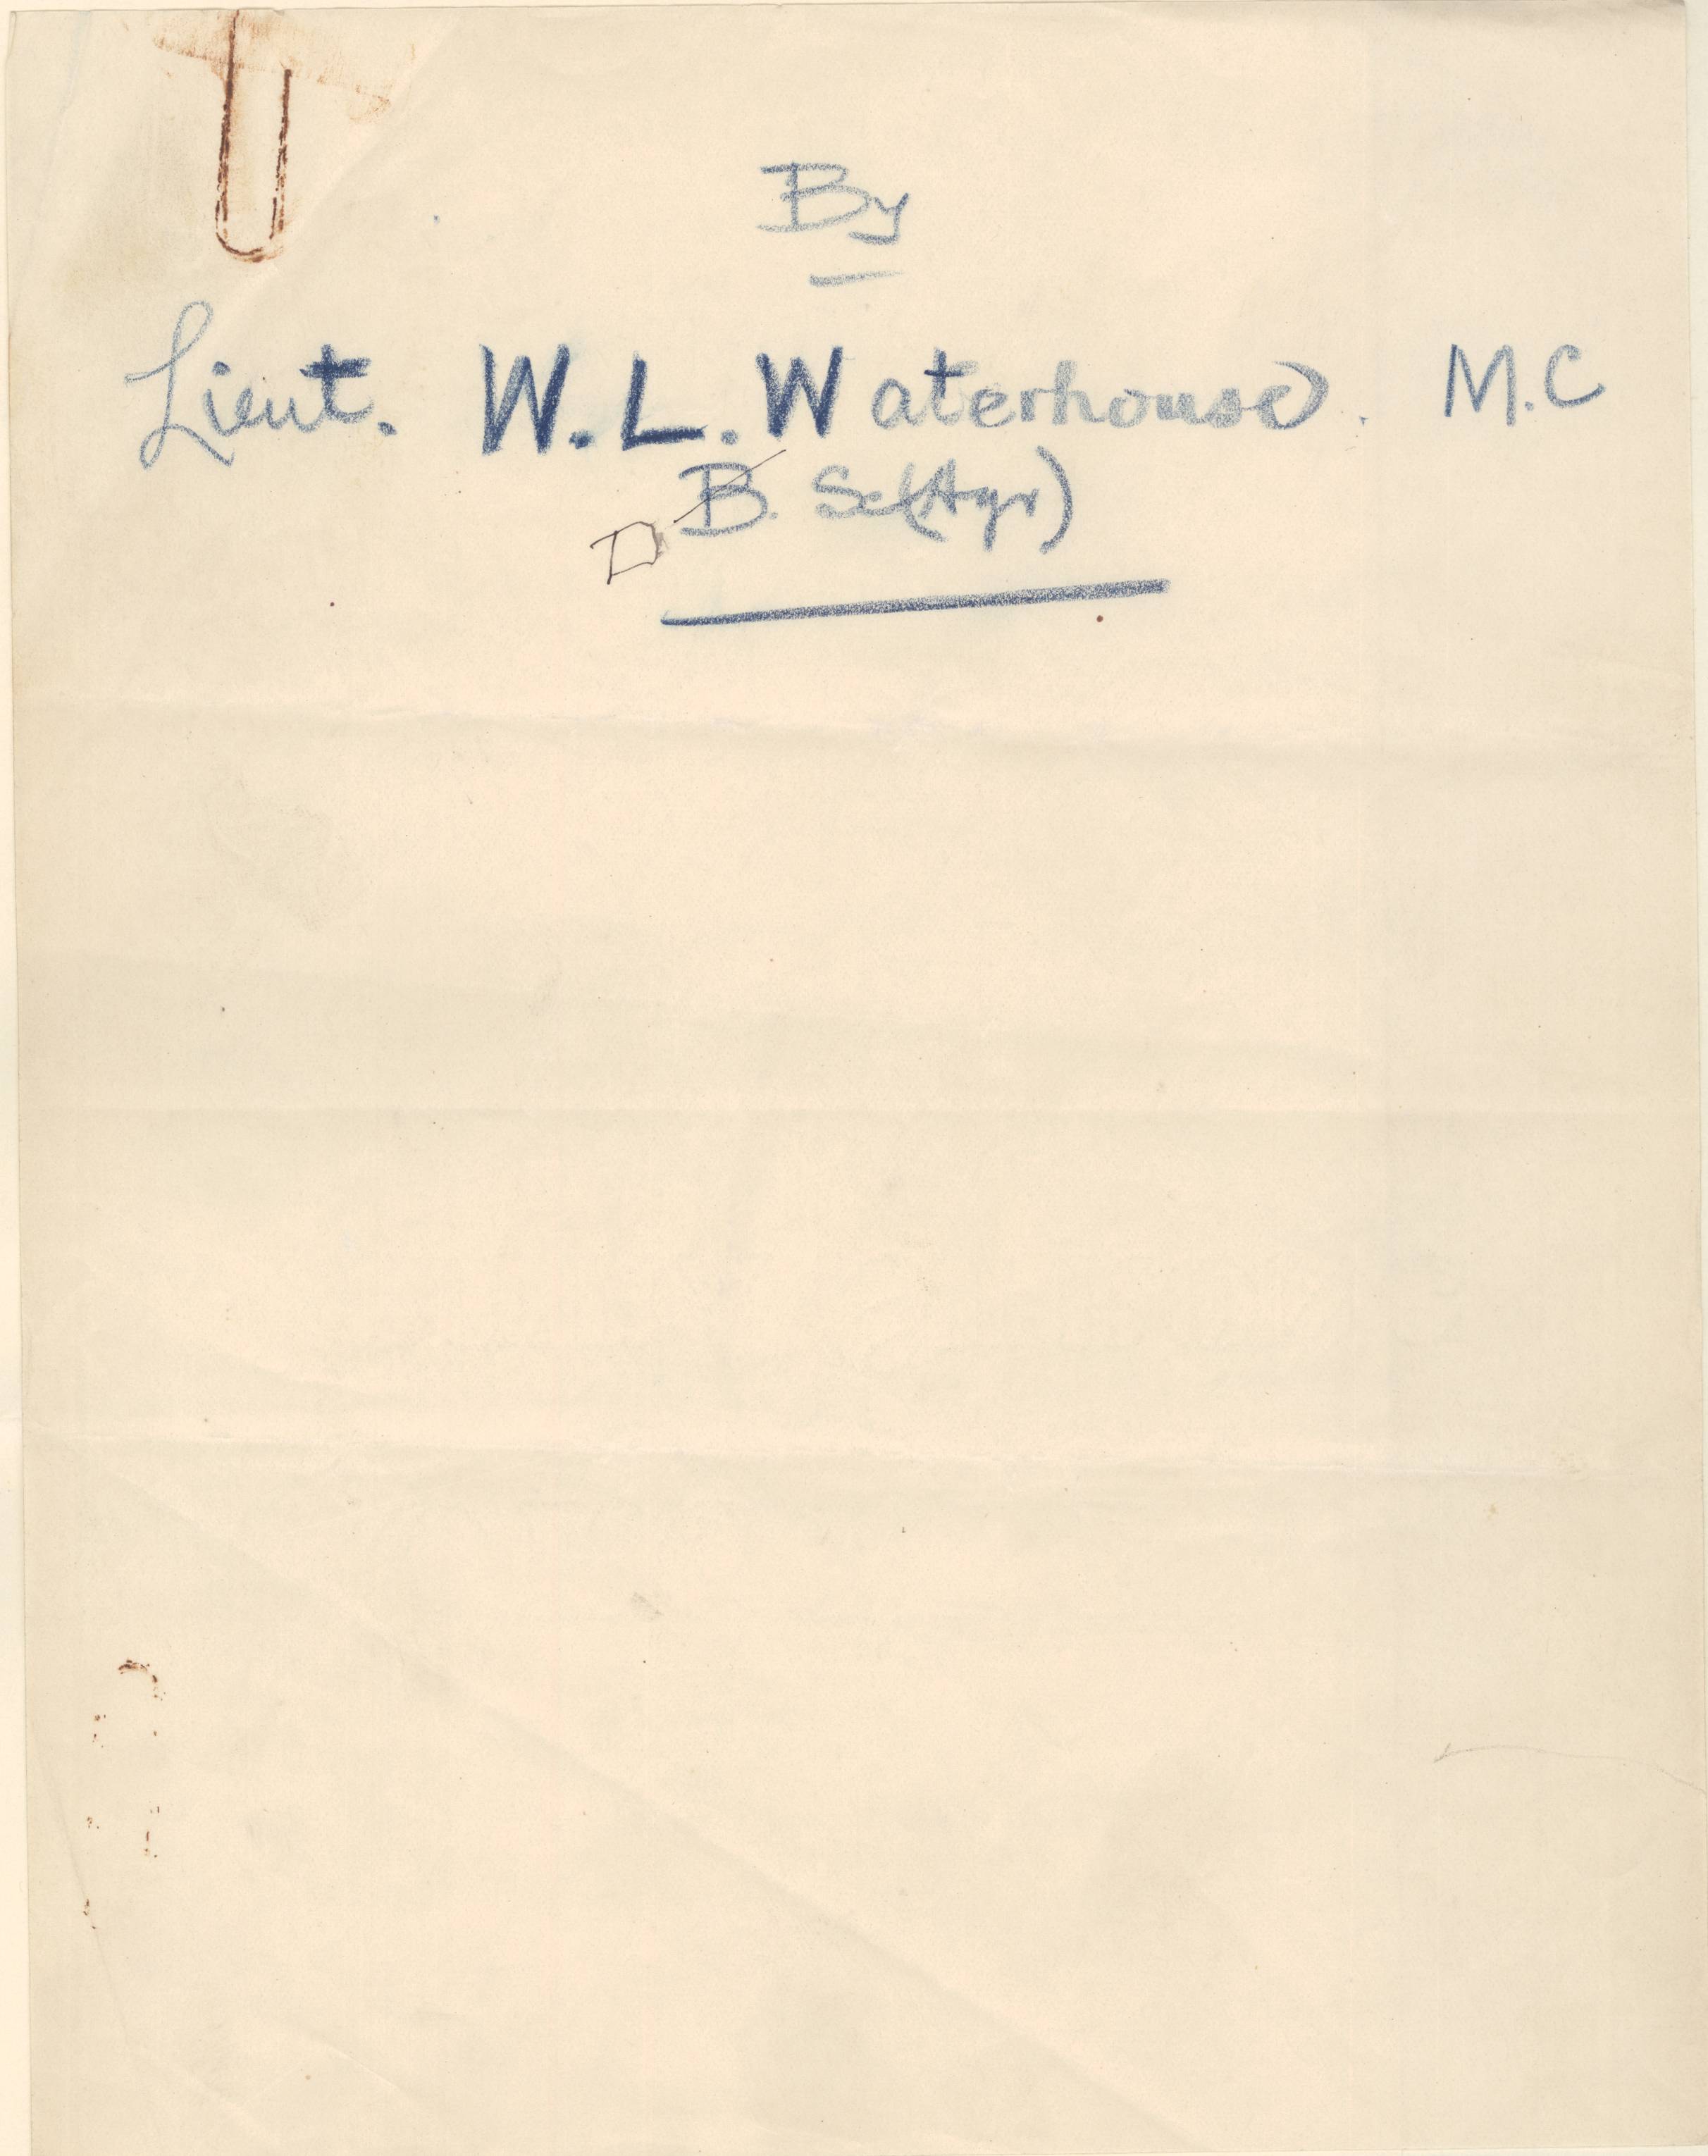 By
Lieut. W. L. Waterhouse. M.C
D B. Sc (Agr)